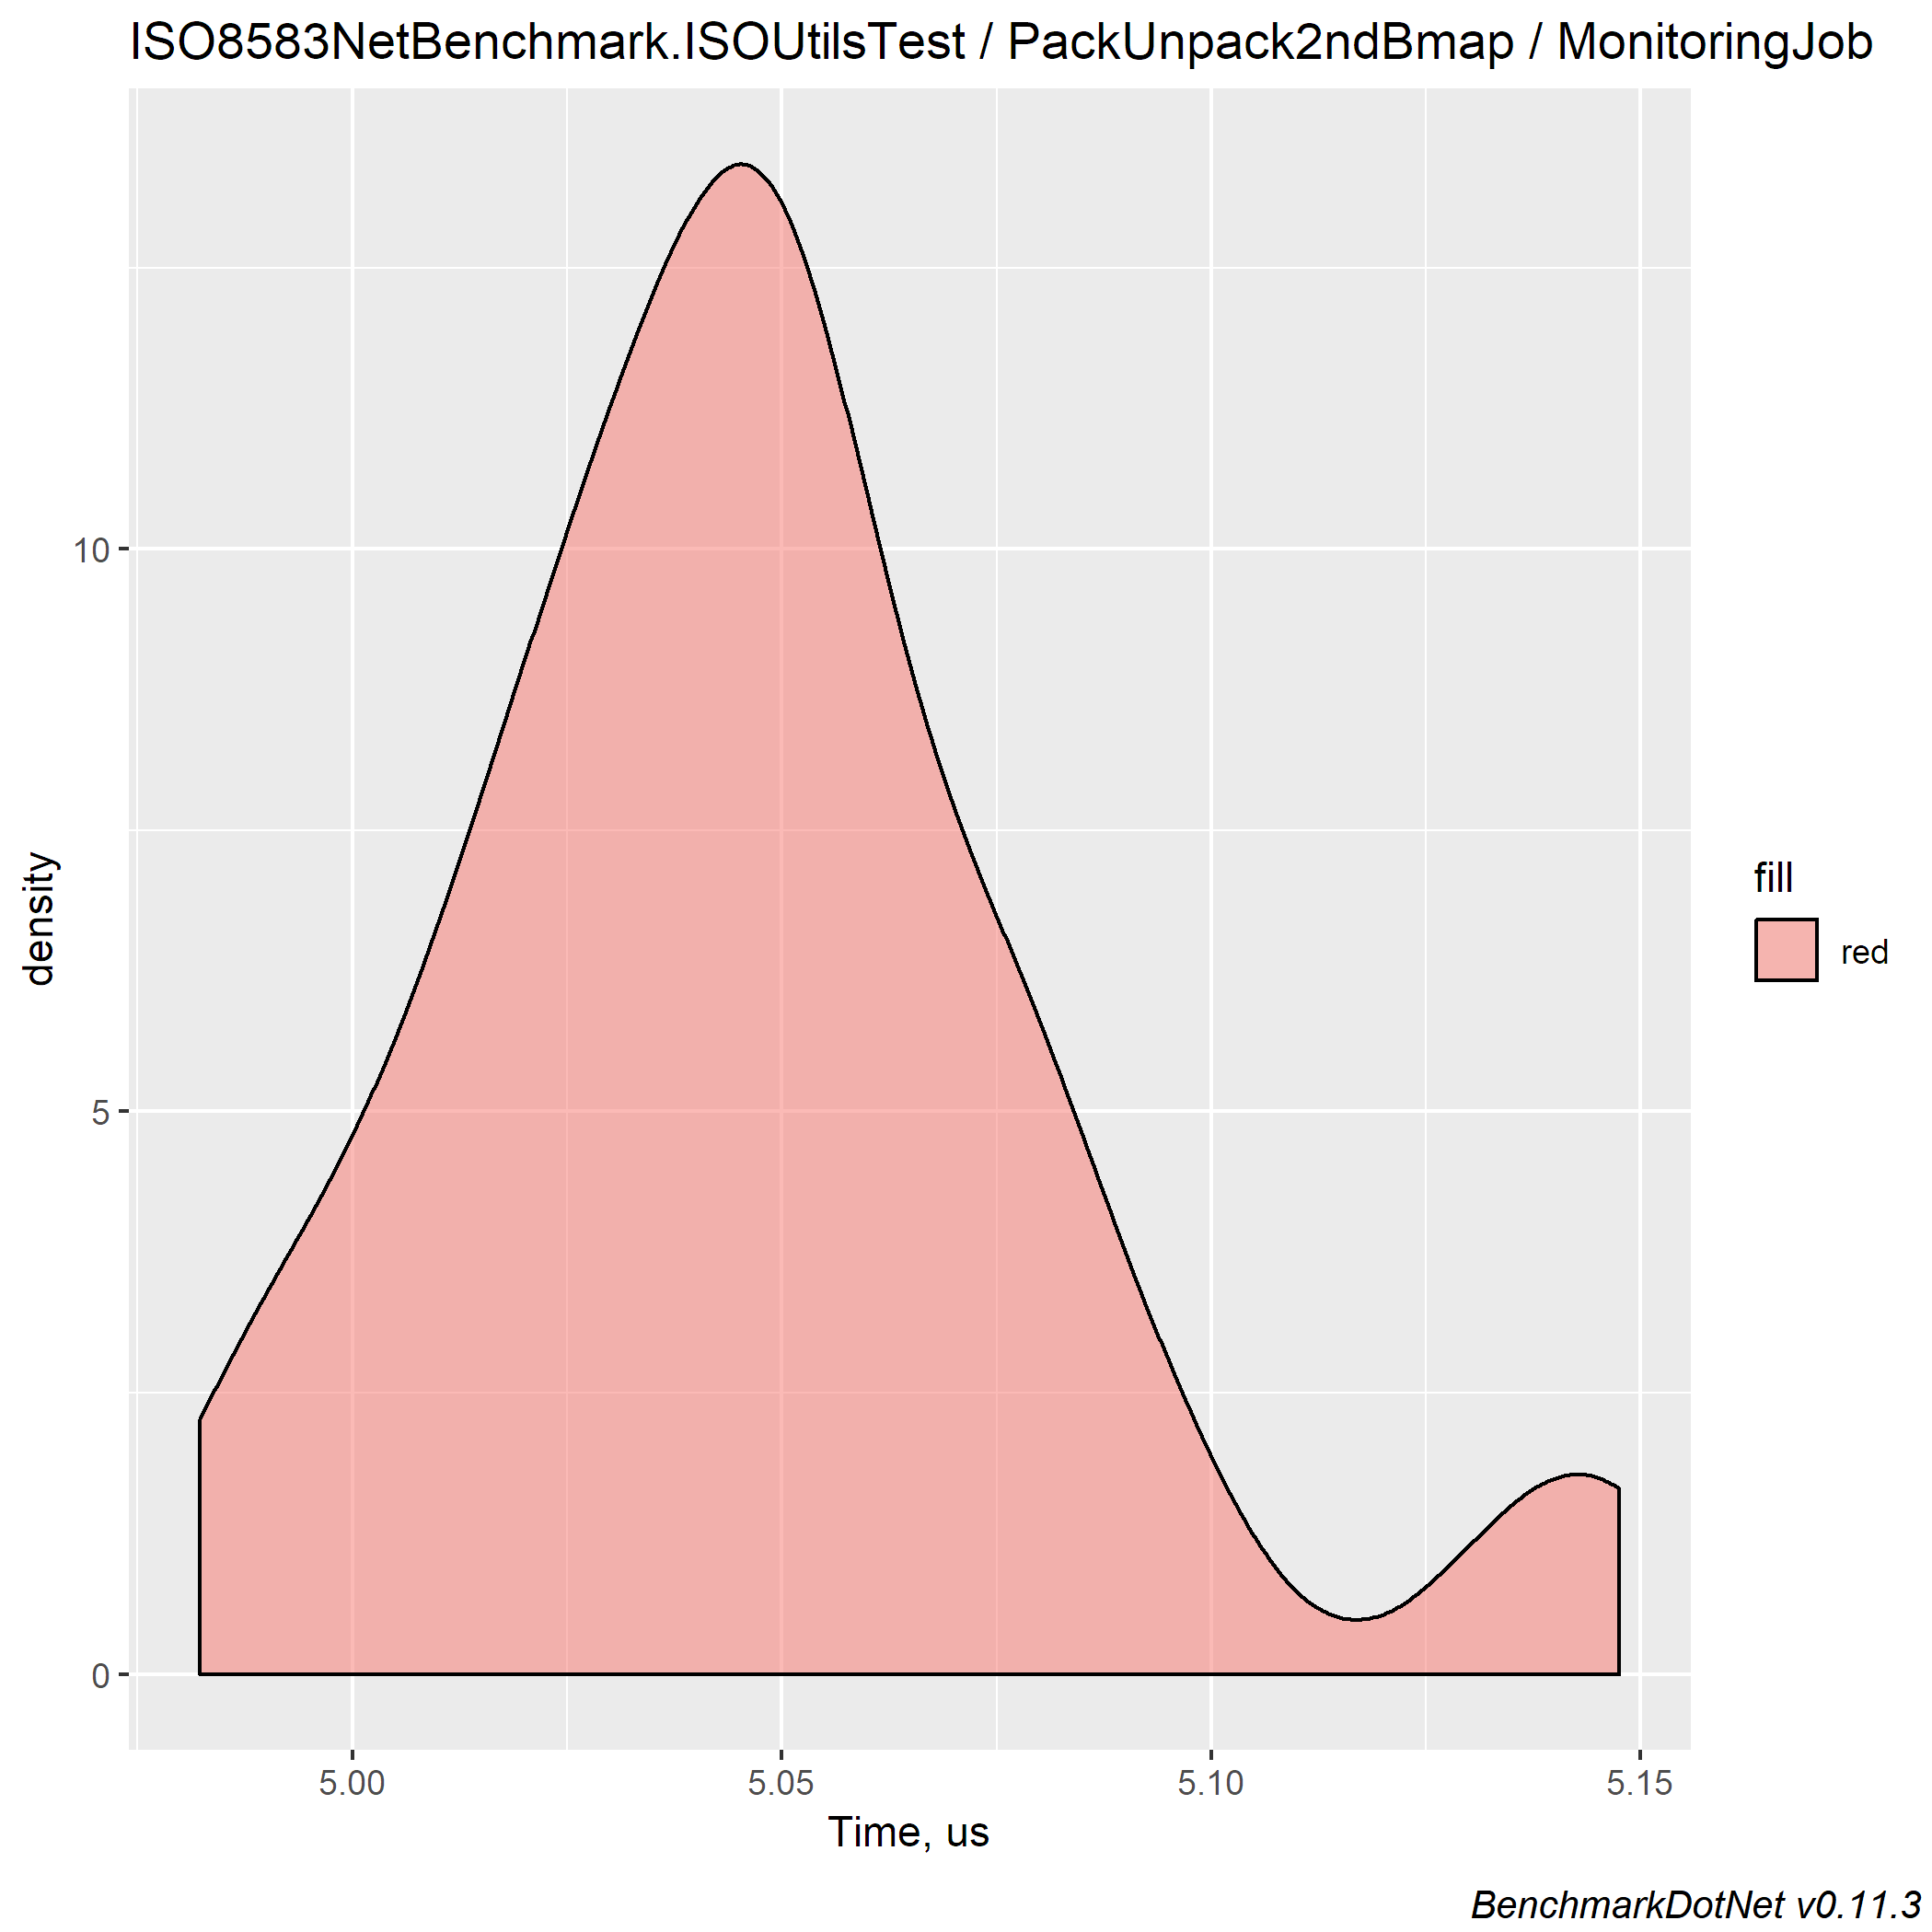 ISO8583NetBenchmark.ISOUtilsTest / PackUnpack2ndBmap / MonitoringJob
density
10
5
0
5.00 5.05 5.10 5.15
Time, us
fill
red
BenchmarkDotNet v0.11.3